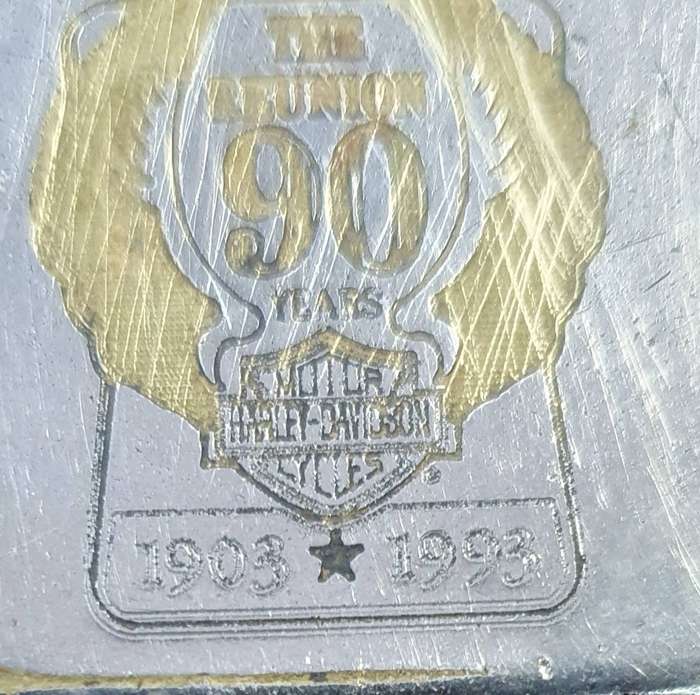 THE
REUNION
90
YEARS
MOTOR
HARLEY-DAVIDSON
CYCLES
®
1903 ★ 1993